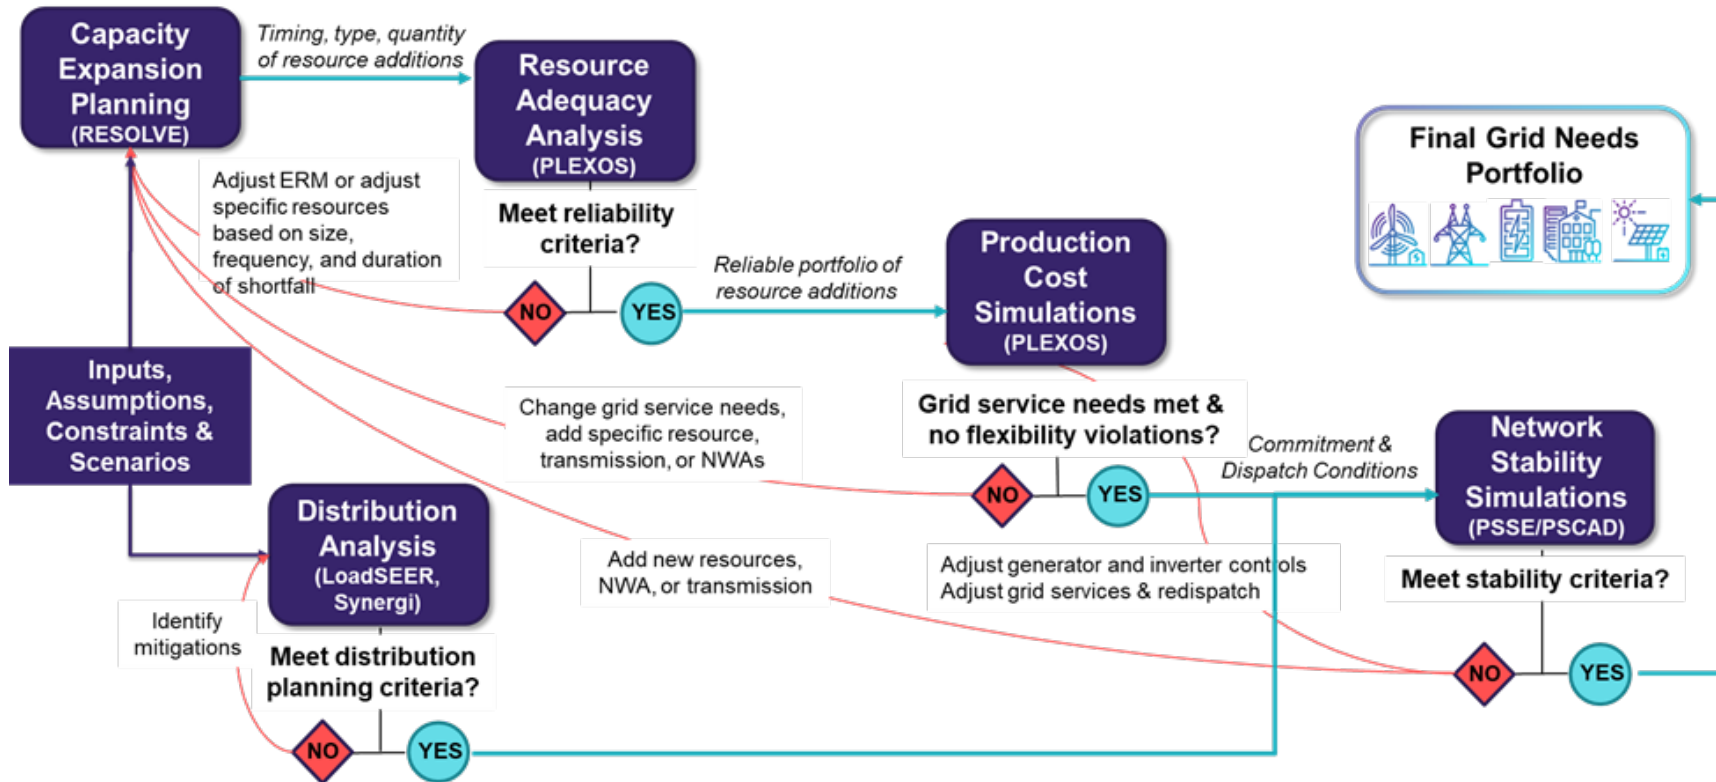 Capacity
Expansion
Planning
(RESOLVE)
Timing, type, quantity
of resource additions
Resource
Adequacy
Analysis
(PLEXOS)
Meet reliability
criteria?
NO
YES
Adjust ERM or adjust
specific resources
based on size,
frequency, and duration
of shortfall
Reliable portfolio of
resource additions
Production
Cost
Simulations
(PLEXOS)
Final Grid Needs
Portfolio
Inputs,
Assumptions,
Constraints &
Scenarios
Change grid service needs,
add specific resource,
transmission, or NWAs
Grid service needs met &
no flexibility violations?
NO
YES
Commitment &
Dispatch Conditions
Network
Stability
Simulations
(PSSE/PSCAD)
Meet stability criteria?
NO
YES
Distribution
Analysis
(LoadSEER,
Synergi)
Add new resources,
NWA, or transmission
Adjust generator and inverter controls
Adjust grid services & redispatch
Identify
mitigations
Meet distribution
planning criteria?
NO
YES